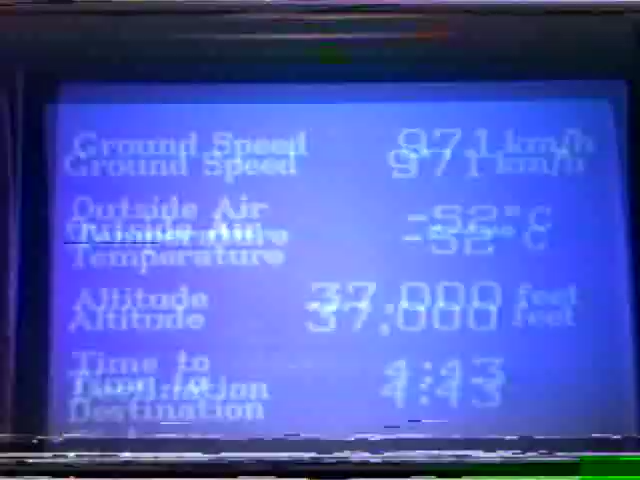 Ground Speed 971 km/h
Outside Air
Temperature -52°C
Altitude 37,000 feet
Time to
Destination 4:43